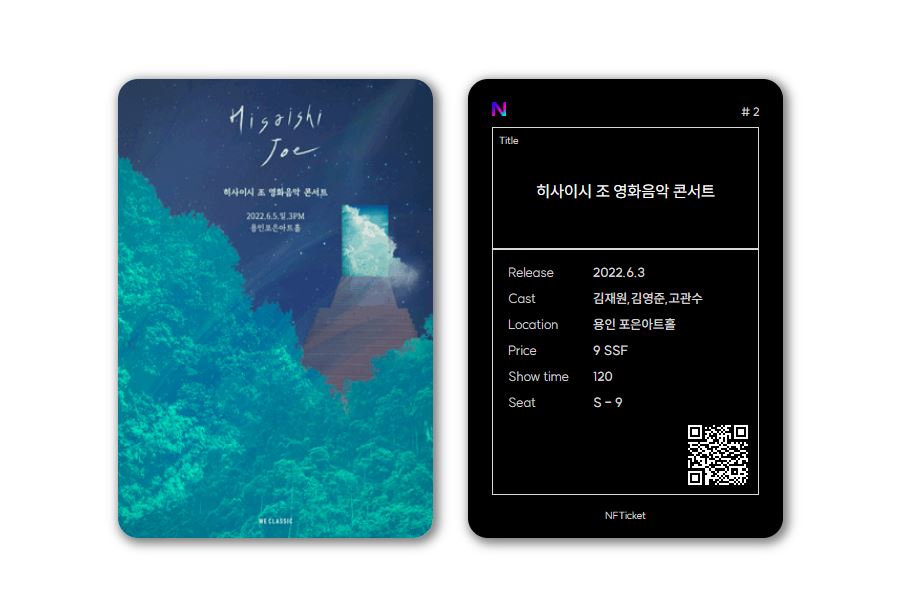 Hisaishi
Joe
히사이시 조 영화음악 콘서트
2022.6.5.일.3PM
용인포은아트홀
WE CLASSIC
N
# 2
Title
히사이시 조 영화음악 콘서트
Release 2022.6.3
Cast 김재원,김영준,고관수
Location 용인 포은아트홀
Price 9 SSF
Show time 120
Seat S - 9
NFTicket